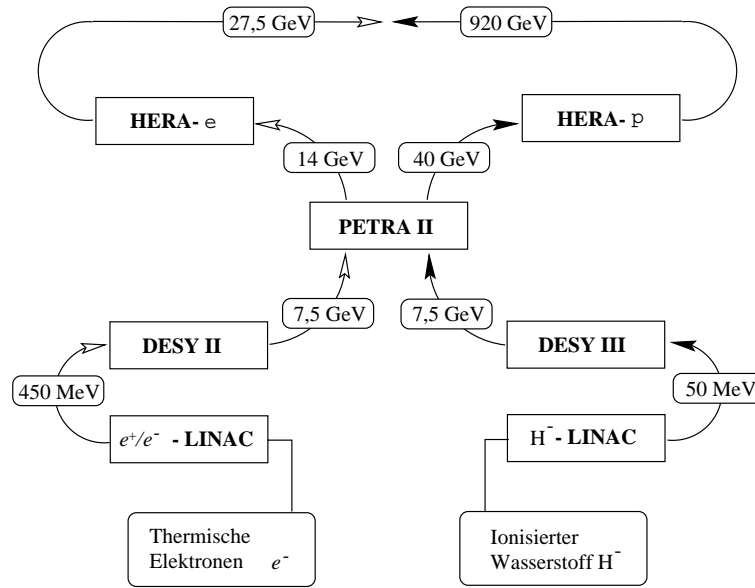 27,5 GeV
920 GeV
HERA- e
HERA- p
14 GeV
40 GeV
PETRA II
7,5 GeV
7,5 GeV
DESY II
DESY III
450 MeV
50 MeV
e⁺/e⁻ - LINAC
H⁻- LINAC
Thermische
Elektronen e⁻
Ionisierter
Wasserstoff H⁻